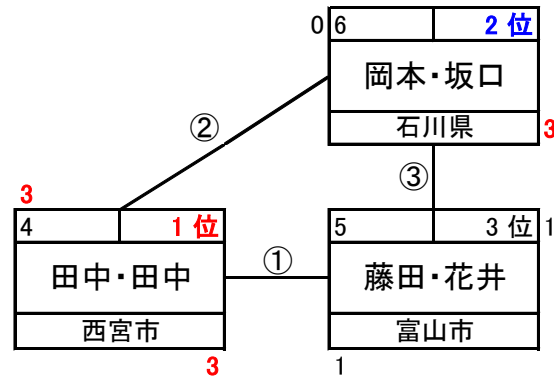 0 6 2 位
岡本・坂口
石川県 3
②
③
3
4 1 位
田中・田中
西宮市
3
①
5 3 位 1
藤田・花井
富山市
1